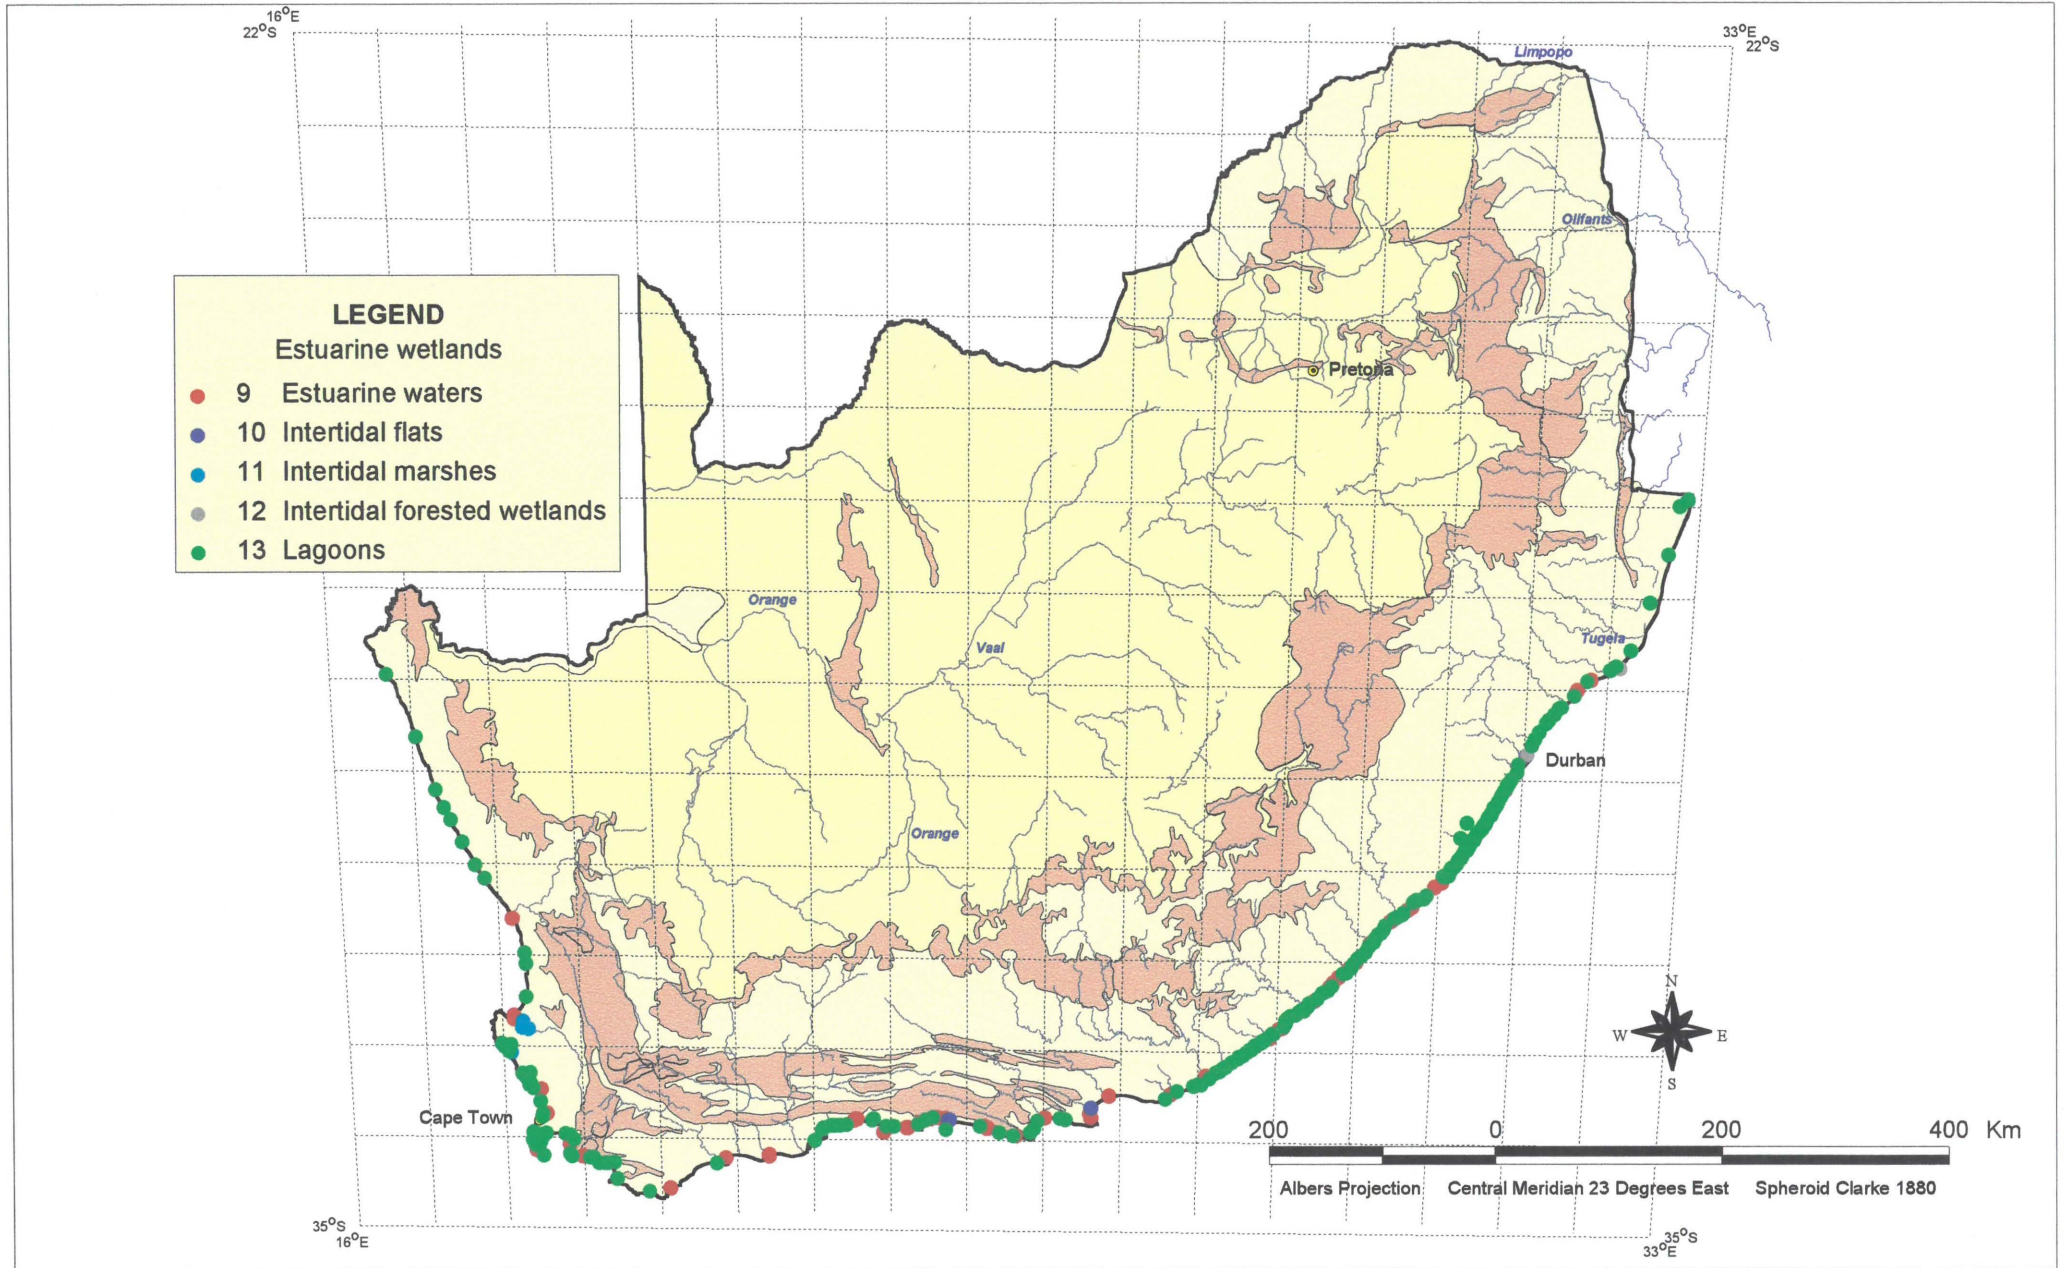 16°E
22°S
33°E
22°S
Limpopo
Olifants
LEGEND
Estuarine wetlands
9 Estuarine waters
10 Intertidal flats
11 Intertidal marshes
12 Intertidal forested wetlands
13 Lagoons
Pretoria
Orange
Vaal
Tugela
Durban
Orange
N
W E
S
Cape Town
200 0 200 400 Km
Albers Projection Central Meridian 23 Degrees East Spheroid Clarke 1880
35°S
16°E
35°S
33°E